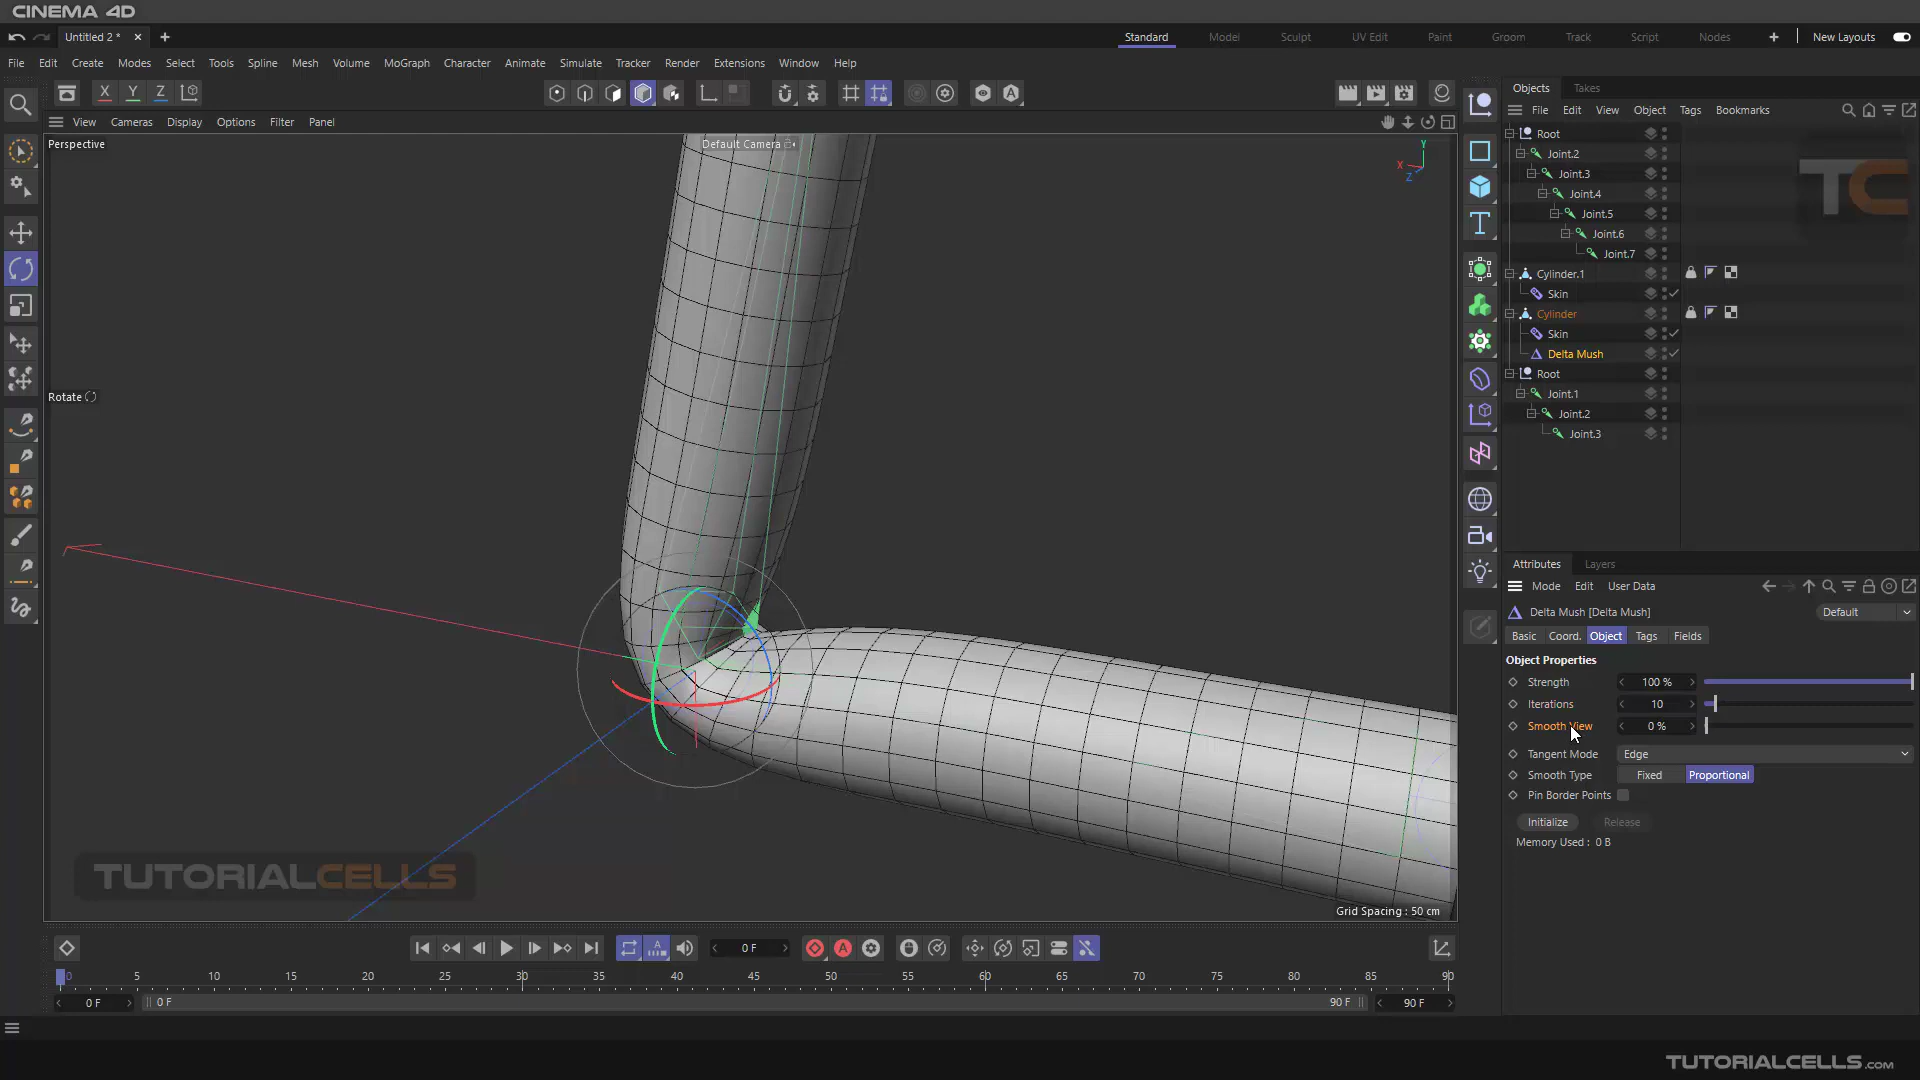 CINEMA 4D
Untitled 2 *
Standard
Model
Sculpt
UV Edit
Paint
Groom
Track
Script
Nodes
New Layouts
File Edit Create Modes Select Tools Spline Mesh Volume MoGraph Character Animate Simulate Tracker Render Extensions Window Help
X Y Z
View Cameras Display Options Filter Panel
Perspective
Default Camera
Y
X
Z
Rotate
TUTORIALCELLS
Grid Spacing : 50 cm
Objects Takes
File Edit View Object Tags Bookmarks
TC
Root
Joint.2
Joint.3
Joint.4
Joint.5
Joint.6
Joint.7
Cylinder.1
Skin
Cylinder
Skin
Delta Mush
Root
Joint.1
Joint.2
Joint.3
Attributes Layers
Mode Edit User Data
Delta Mush [Delta Mush]
Default
Basic Coord. Object Tags Fields
Object Properties
Strength 100 %
Iterations 10
Smooth View 0 %
Tangent Mode Edge
Smooth Type Fixed Proportional
Pin Border Points
Initialize Release
Memory Used : 0 B
0 F
0 5 10 15 20 25 30 35 40 45 50 55 60 65 70 75 80 85 90
0 F 0 F 90 F 90 F
TUTORIALCELLS.COM